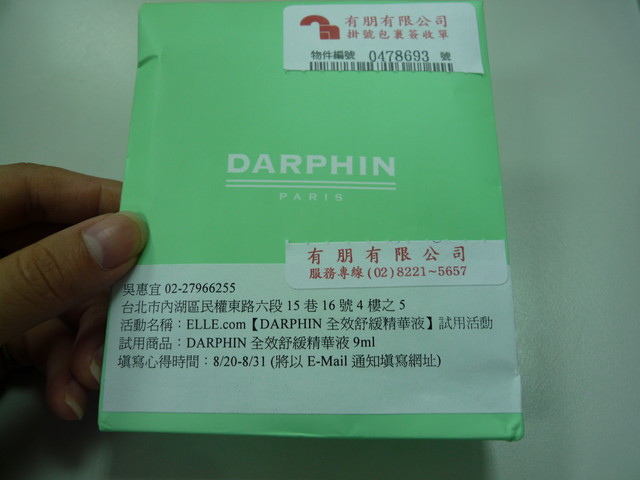 有朋有限公司
掛號包裹簽收單
物件編號 0478693 號
DARPHIN
PARIS
有朋有限公司
服務專線(02)8221~5657
吳惠宜 02-27966255
台北市內湖區民權東路六段 15 巷 16 號 4 樓之 5
活動名稱：ELLE.com【DARPHIN 全效舒緩精華液】試用活動
試用商品：DARPHIN 全效舒緩精華液 9ml
填寫心得時間：8/20-8/31 (將以 E-Mail 通知填寫網址)